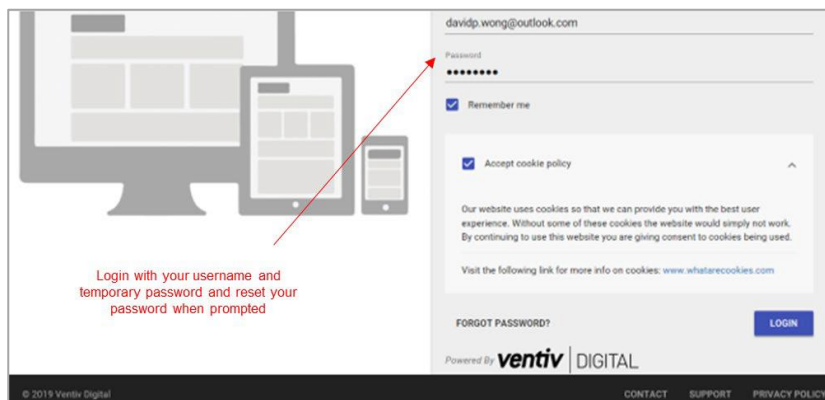 davidp.wong@outlook.com
Password
••••••••
Remember me
Accept cookie policy
Our website uses cookies so that we can provide you with the best user
experience. Without some of these cookies the website would simply not work.
By continuing to use this website you are giving consent to cookies being used.
Visit the following link for more info on cookies: www.whatarecookies.com
Login with your username and
temporary password and reset your
password when prompted
FORGOT PASSWORD?
LOGIN
Powered By ventiv | DIGITAL
© 2019 Ventiv Digital
CONTACT SUPPORT PRIVACY POLICY